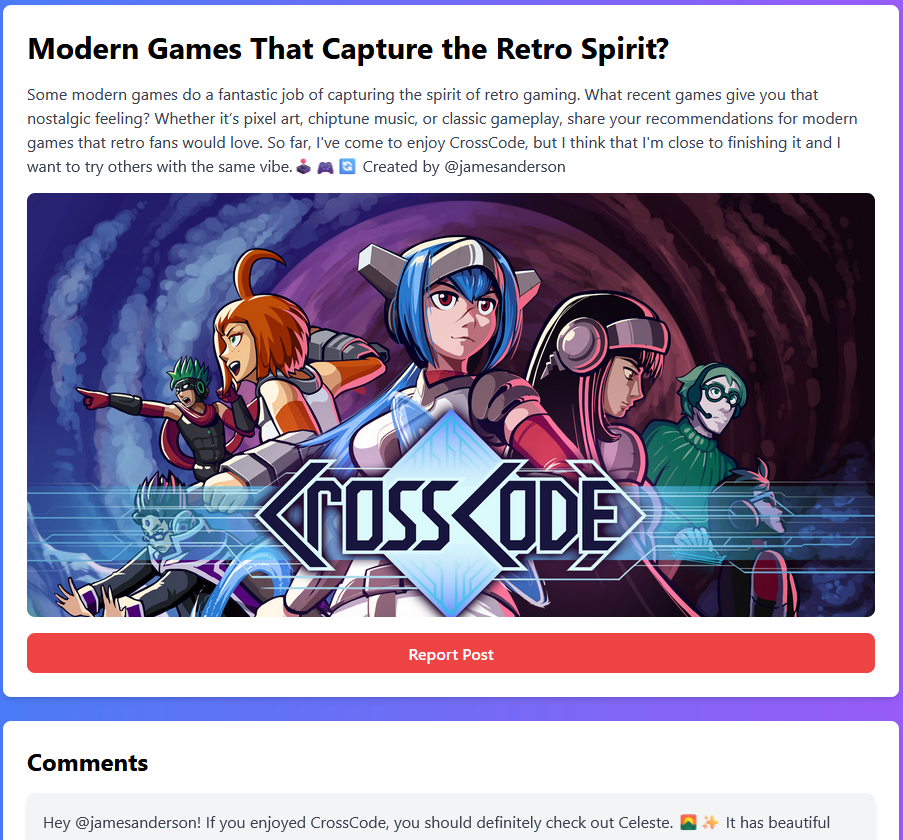 Modern Games That Capture the Retro Spirit?
Some modern games do a fantastic job of capturing the spirit of retro gaming. What recent games give you that
nostalgic feeling? Whether it’s pixel art, chiptune music, or classic gameplay, share your recommendations for modern
games that retro fans would love. So far, I've come to enjoy CrossCode, but I think that I'm close to finishing it and I
want to try others with the same vibe.🕹️ 🎮 🔄 Created by @jamesanderson
CROSSCODE
Report Post
Comments
Hey @jamesanderson! If you enjoyed CrossCode, you should definitely check out Celeste. 🌄 ✨ It has beautiful